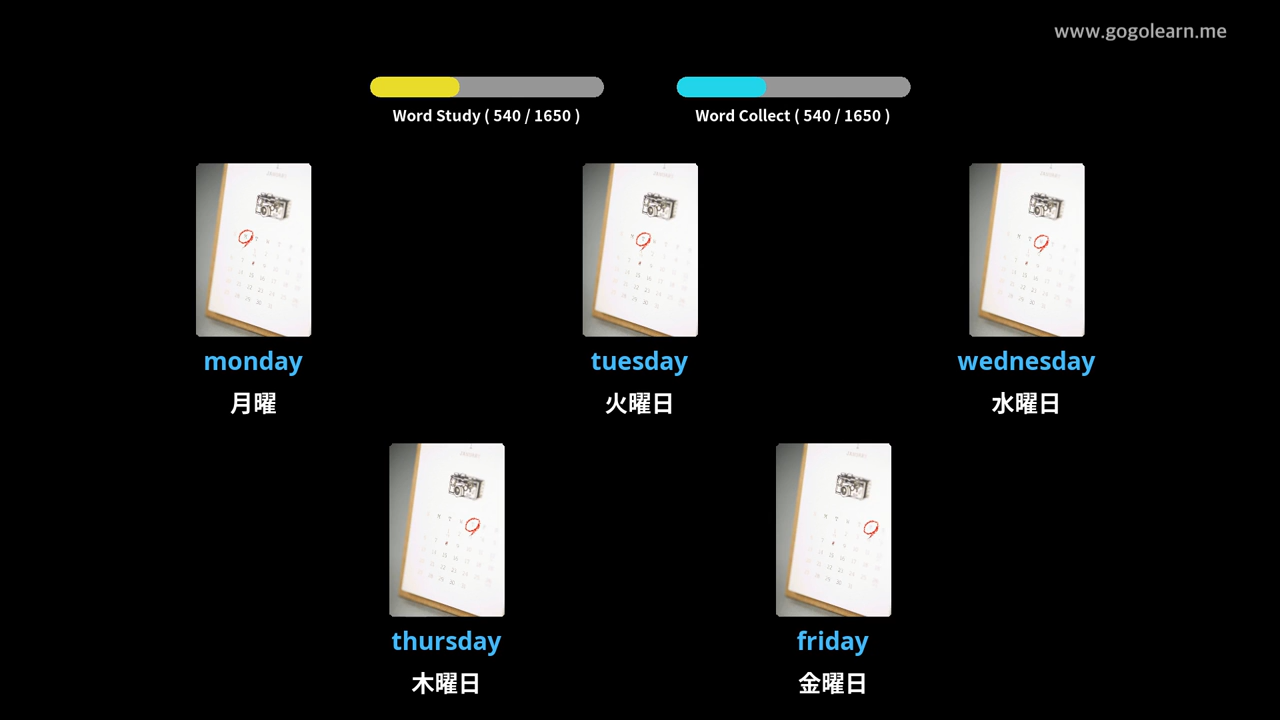 www.gogolearn.me
Word Study ( 540 / 1650 )
Word Collect ( 540 / 1650 )
monday
月曜
tuesday
火曜日
wednesday
水曜日
thursday
木曜日
friday
金曜日